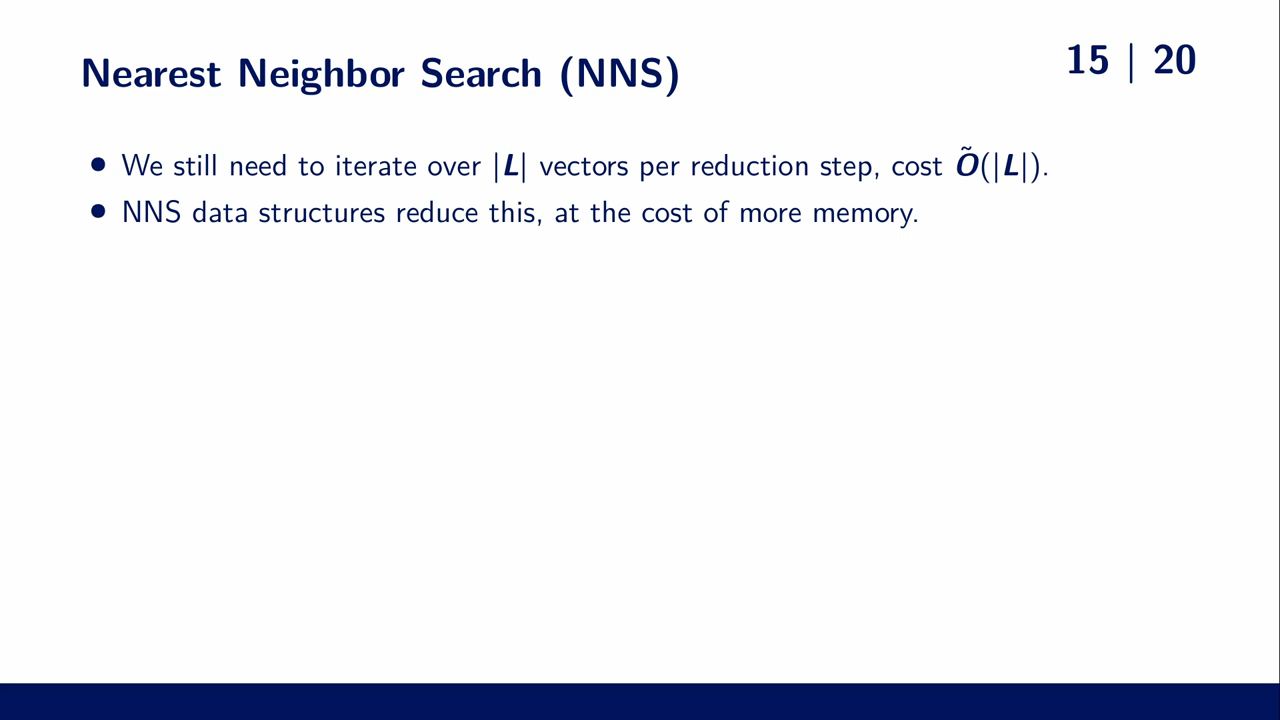 Nearest Neighbor Search (NNS)
15 | 20
• We still need to iterate over |L| vectors per reduction step, cost Õ(|L|).
• NNS data structures reduce this, at the cost of more memory.